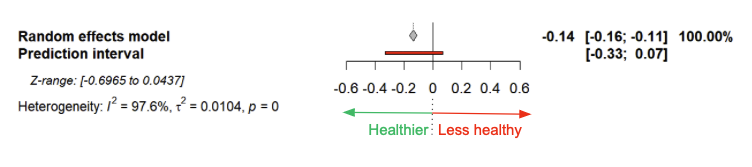 Random effects model -0.14 [-0.16; -0.11] 100.00%
Prediction interval [-0.33; 0.07]
Z-range: [-0.6965 to 0.0437]
-0.6 -0.4 -0.2 0 0.2 0.4 0.6
Heterogeneity: I² = 97.6%, τ² = 0.0104, p = 0
Healthier Less healthy